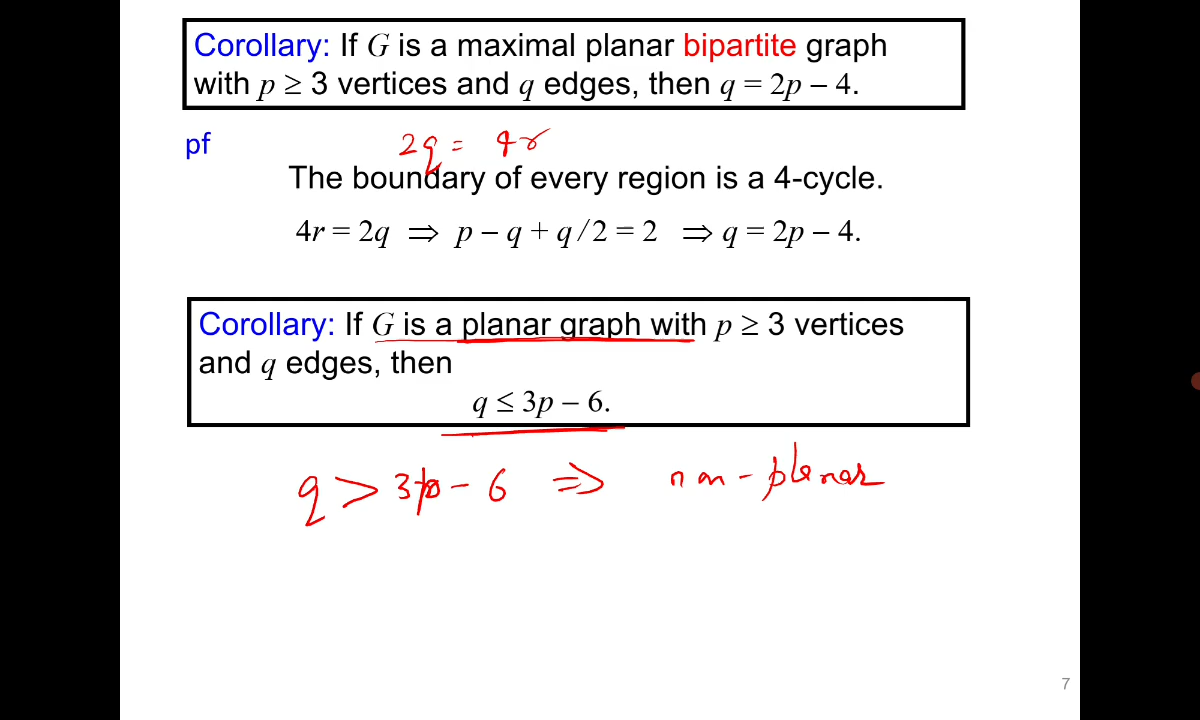 Corollary: If G is a maximal planar bipartite graph
with p ≥ 3 vertices and q edges, then q = 2p – 4.
pf
2q = 4r
The boundary of every region is a 4-cycle.
4r = 2q ⇒ p – q + q/2 = 2 ⇒ q = 2p – 4.
Corollary: If G is a planar graph with p ≥ 3 vertices
and q edges, then
q ≤ 3p – 6.
q > 3p - 6 ⇒ non-planar
7